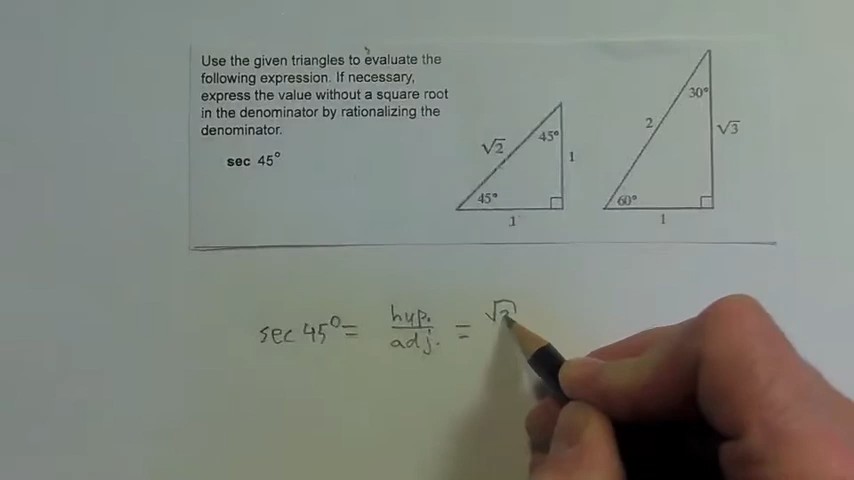 Use the given triangles to evaluate the
following expression. If necessary,
express the value without a square root
in the denominator by rationalizing the
denominator.
sec 45°
√2
45°
1
45°
1
30°
2
√3
60°
1
sec 45° = hyp./adj. = √2